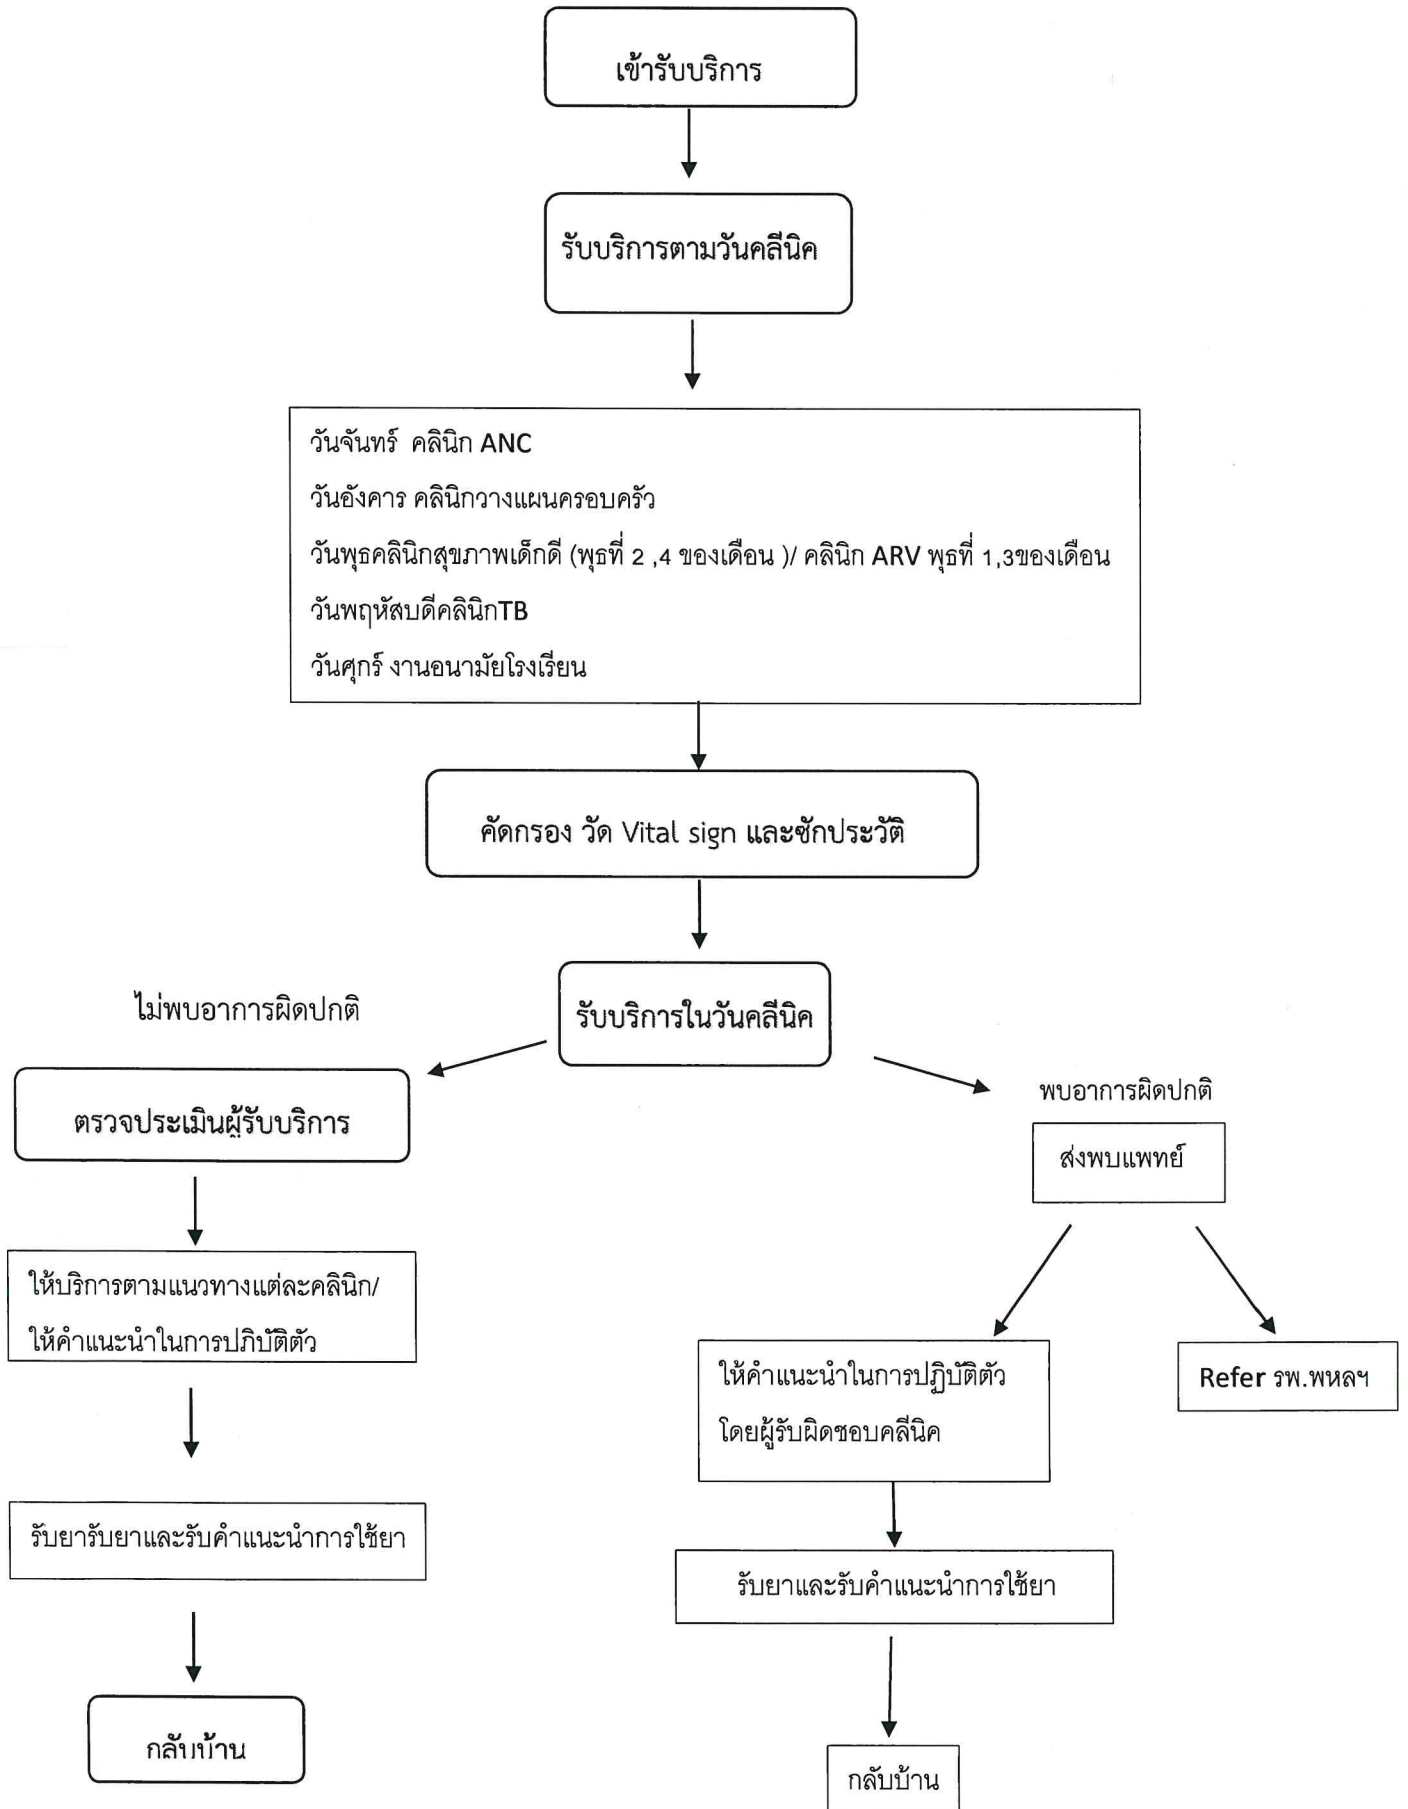 เข้ารับบริการ
รับบริการตามวันคลีนิค
วันจันทร์ คลินิก ANC
วันอังคาร คลินิกวางแผนครอบครัว
วันพุธคลินิกสุขภาพเด็กดี (พุธที่ 2 ,4 ของเดือน )/ คลินิก ARV พุธที่ 1,3ของเดือน
วันพฤหัสบดีคลินิกTB
วันศุกร์ งานอนามัยโรงเรียน
คัดกรอง วัด Vital sign และซักประวัติ
รับบริการในวันคลีนิค
ไม่พบอาการผิดปกติ
ตรวจประเมินผู้รับบริการ
ให้บริการตามแนวทางแต่ละคลินิก/
ให้คำแนะนำในการปภิบัติตัว
รับยารับยาและรับคำแนะนำการใช้ยา
กลับบ้าน
พบอาการผิดปกติ
ส่งพบแพทย์
ให้คำแนะนำในการปฏิบัติตัว
โดยผู้รับผิดชอบคลีนิค
Refer รพ.พหลฯ
รับยาและรับคำแนะนำการใช้ยา
กลับบ้าน